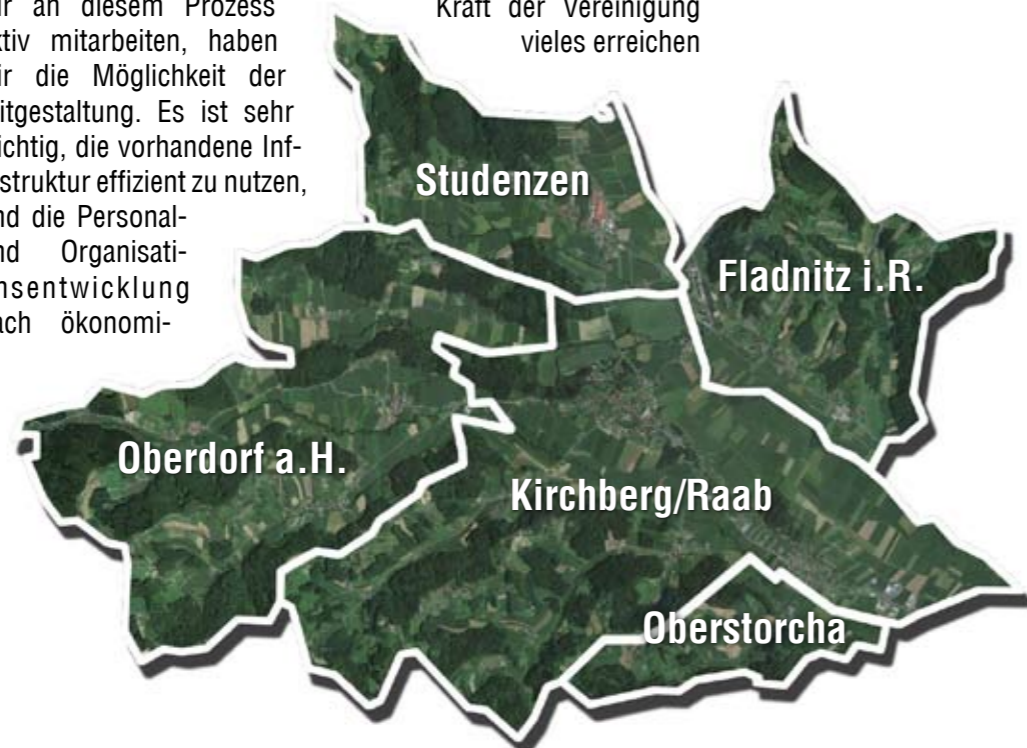 ir an diesem Prozess
ktiv mitarbeiten, haben
ir die Möglichkeit der
itgestaltung. Es ist sehr
ichtig, die vorhandene Inf-
struktur effizient zu nutzen,
nd die Personal-
nd Organisati-
nsentwicklung
ach ökonomi-
Kraft der Vereinigung
vieles erreichen
Studenzen
Fladnitz i.R.
Oberdorf a.H.
Kirchberg/Raab
Oberstorcha